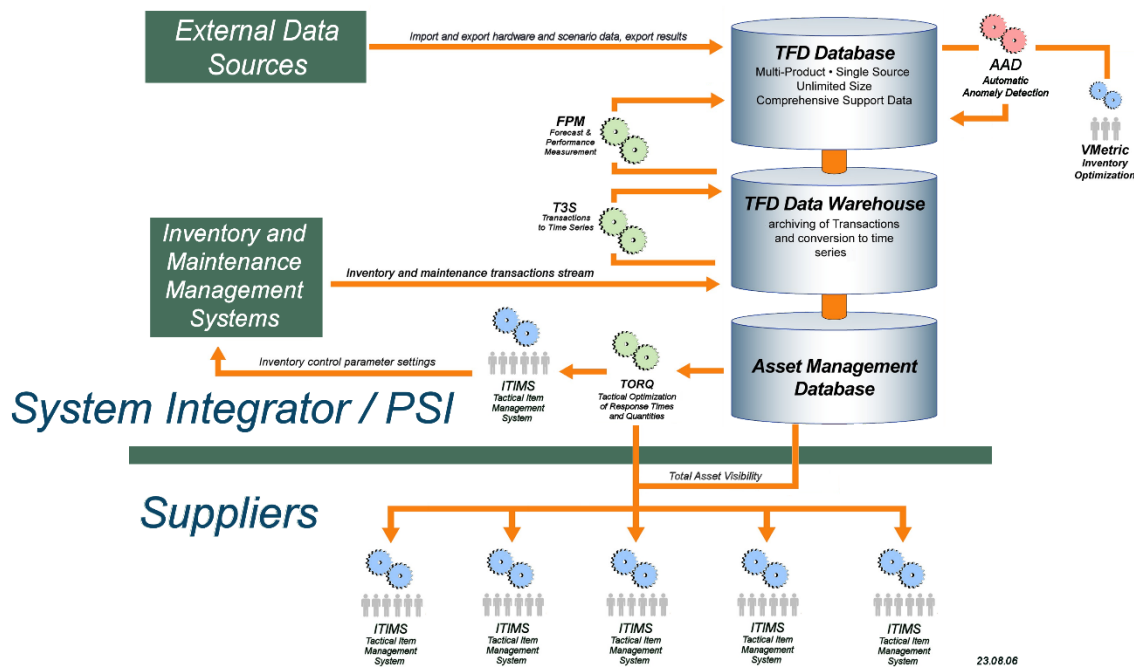 External Data
Sources
Import and export hardware and scenario data, export results
TFD Database
Multi-Product • Single Source
Unlimited Size
Comprehensive Support Data
AAD
Automatic
Anomaly Detection
VMetric
Inventory
Optimization
FPM
Forecast &
Performance
Measurement
T3S
Transactions
to Time Series
TFD Data Warehouse
archiving of Transactions
and conversion to time
series
Inventory and
Maintenance
Management
Systems
Inventory and maintenance transactions stream
Inventory control parameter settings
ITIMS
Tactical Item
Management
System
TORQ
Tactical Optimization
of Response Times
and Quantities
Asset Management
Database
System Integrator / PSI
Total Asset Visibility
Suppliers
ITIMS
Tactical Item
Management
System
ITIMS
Tactical Item
Management
System
ITIMS
Tactical Item
Management
System
ITIMS
Tactical Item
Management
System
ITIMS
Tactical Item
Management
System
23.08.06